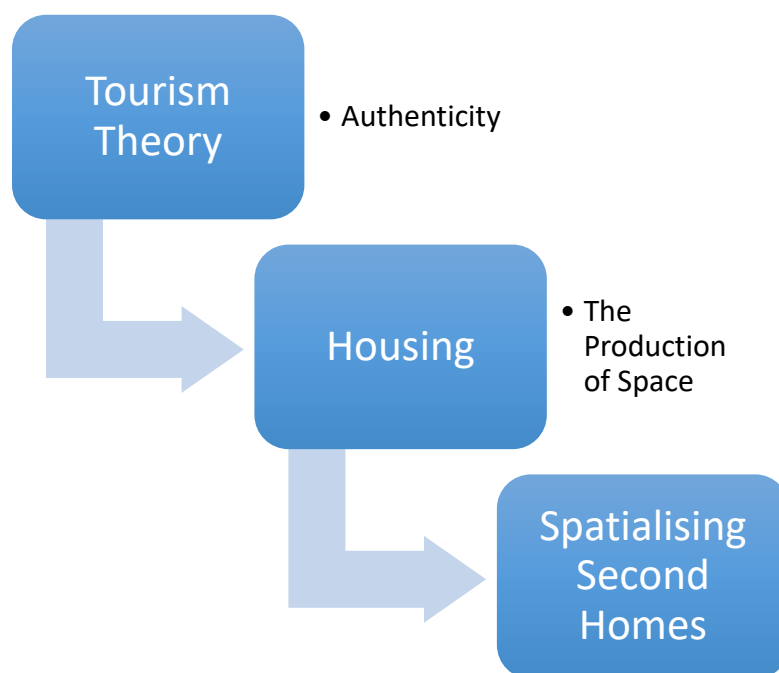 Tourism
Theory
• Authenticity
Housing
• The
Production
of Space
Spatialising
Second
Homes